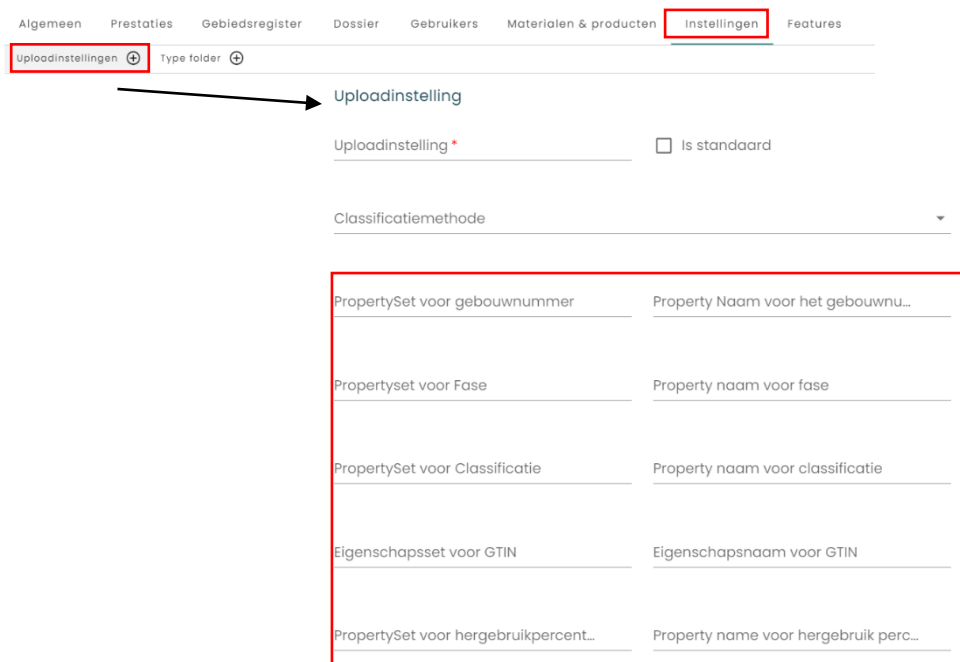 Algemeen Prestaties Gebiedsregister Dossier Gebruikers Materialen & producten Instellingen Features
Uploadinstellingen Type folder
Uploadinstelling
Uploadinstelling * Is standaard
Classificatiemethode
PropertySet voor gebouwnummer Property Naam voor het gebouwnu...
Propertyset voor Fase Property naam voor fase
PropertySet voor Classificatie Property naam voor classificatie
Eigenschapsset voor GTIN Eigenschapsnaam voor GTIN
PropertySet voor hergebruikpercent... Property name voor hergebruik perc...